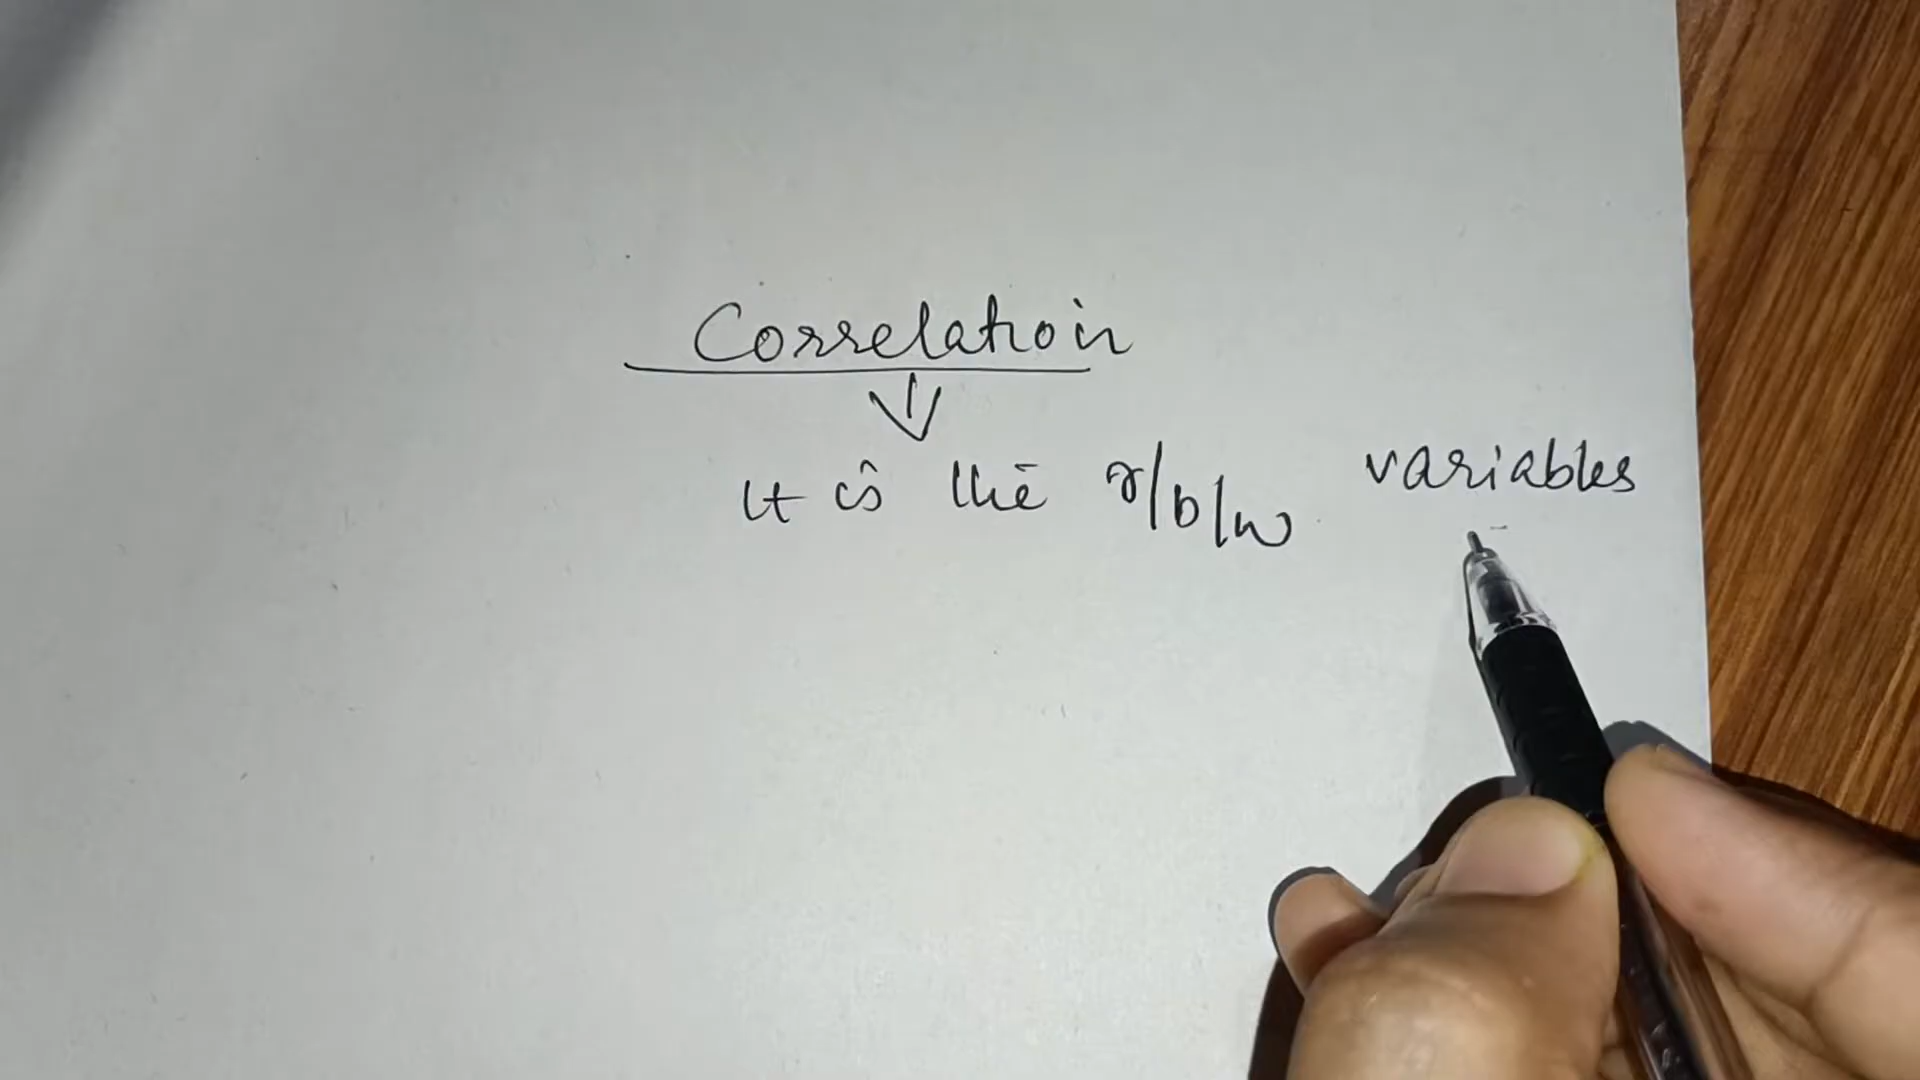 Correlation
It is the r/b/w variables